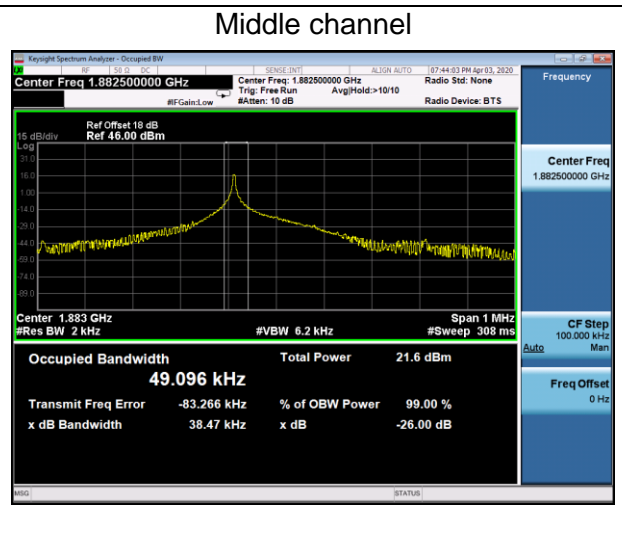 Middle channel
Keysight Spectrum Analyzer - Occupied BW
RF 50 Ω DC SENSE:INT ALIGN AUTO 07:44:03 PM Apr 03, 2020
Center Freq 1.882500000 GHz
Center Freq: 1.882500000 GHz
Radio Std: None
Trig: Free Run Avg|Hold:>10/10
#IFGain:Low #Atten: 10 dB Radio Device: BTS
Ref Offset 18 dB
15 dB/div Ref 46.00 dBm
Log
31.0
16.0
1.00
-14.0
-29.0
-44.0
-59.0
-74.0
-89.0
Center 1.883 GHz Span 1 MHz
#Res BW 2 kHz #VBW 6.2 kHz #Sweep 308 ms
Occupied Bandwidth Total Power 21.6 dBm
49.096 kHz
Transmit Freq Error -83.266 kHz % of OBW Power 99.00 %
x dB Bandwidth 38.47 kHz x dB -26.00 dB
MSG STATUS
Frequency
Center Freq
1.882500000 GHz
CF Step
100.000 kHz
Auto Man
Freq Offset
0 Hz